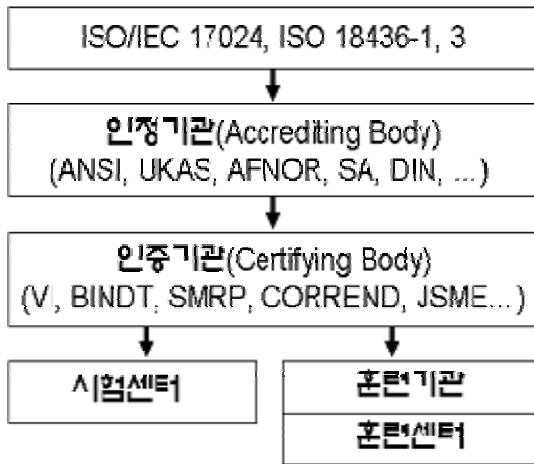 ISO/IEC 17024, ISO 18436-1, 3
인정기관(Accrediting Body)
(ANSI, UKAS, AFNOR, SA, DIN, ...)
인증기관(Certifying Body)
(VI, BINDT, SMRP, CORREND, JSME...)
시험센터
훈련기관
훈련센터